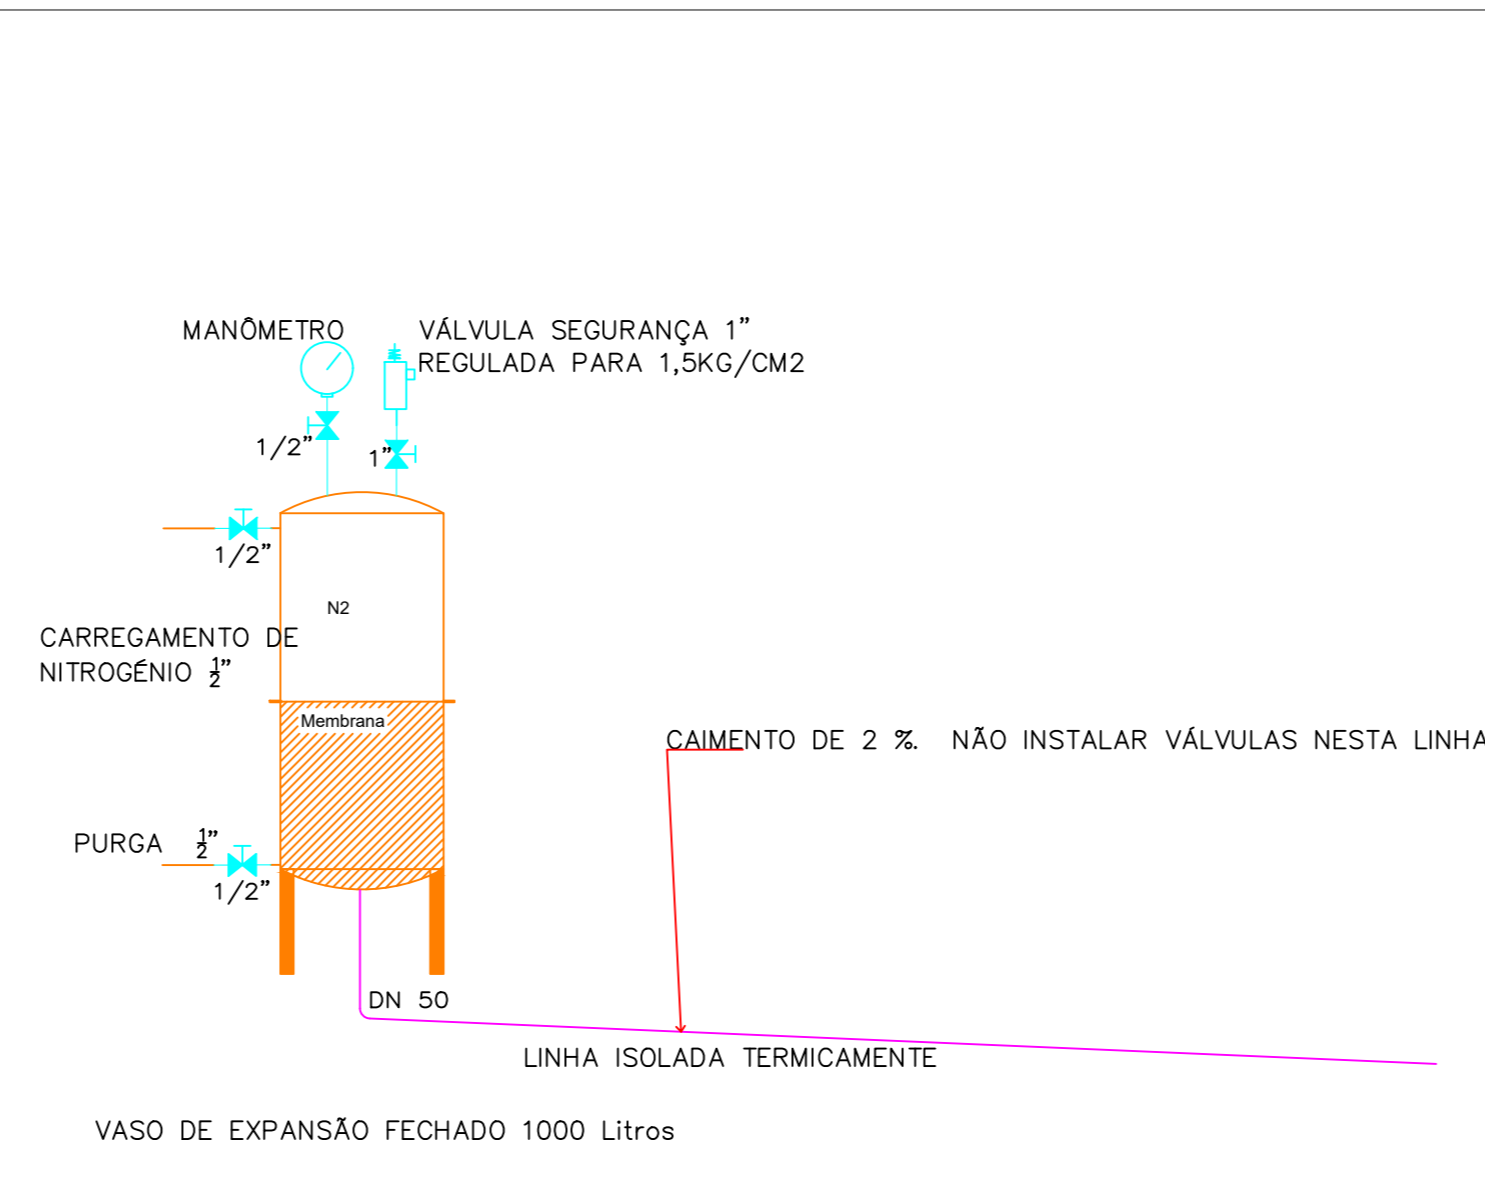 MANÔMETRO
VÁLVULA SEGURANÇA 1"
REGULADA PARA 1,5KG/CM2
1/2"
1"
1/2"
N2
CARREGAMENTO DE
NITROGÉNIO 1/2"
Membrana
CAIMENTO DE 2 %. NÃO INSTALAR VÁLVULAS NESTA LINHA
PURGA 1/2"
1/2"
DN 50
LINHA ISOLADA TERMICAMENTE
VASO DE EXPANSÃO FECHADO 1000 Litros